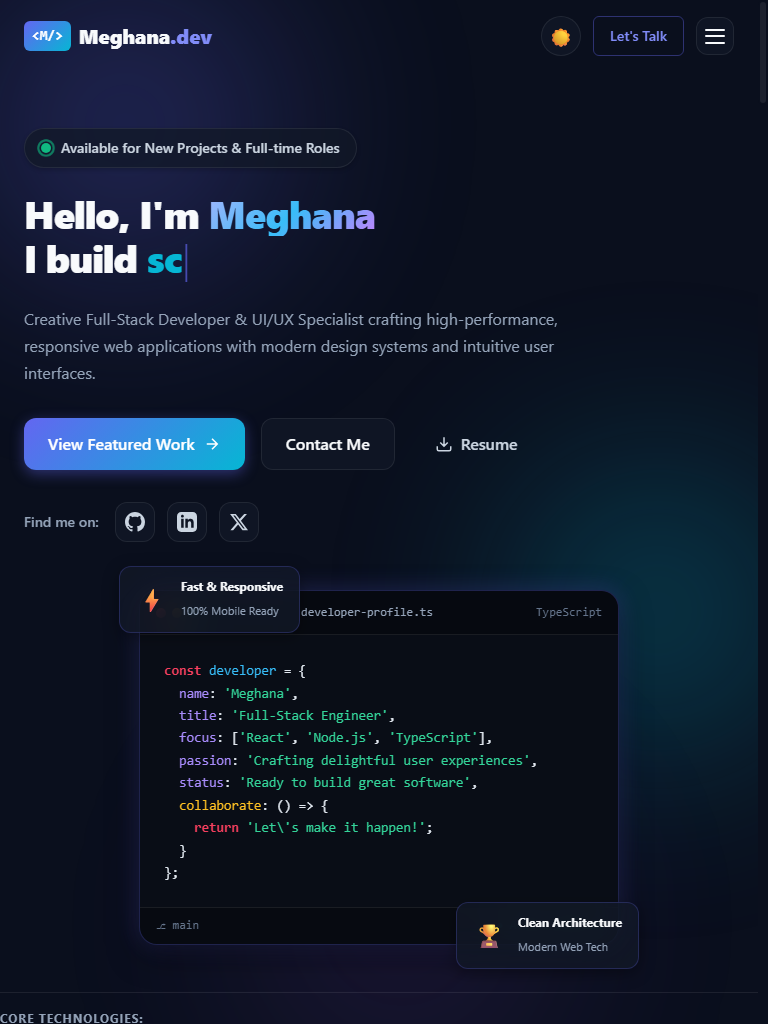 <M/> Meghana.dev
Let's Talk
Available for New Projects & Full-time Roles
Hello, I'm Meghana
I build sc
Creative Full-Stack Developer & UI/UX Specialist crafting high-performance,
responsive web applications with modern design systems and intuitive user
interfaces.
View Featured Work →
Contact Me
Resume
Find me on:
Fast & Responsive
100% Mobile Ready
developer-profile.ts
TypeScript
const developer = {
  name: 'Meghana',
  title: 'Full-Stack Engineer',
  focus: ['React', 'Node.js', 'TypeScript'],
  passion: 'Crafting delightful user experiences',
  status: 'Ready to build great software',
  collaborate: () => {
    return 'Let\'s make it happen!';
  }
};
⎇ main
Clean Architecture
Modern Web Tech
CORE TECHNOLOGIES: